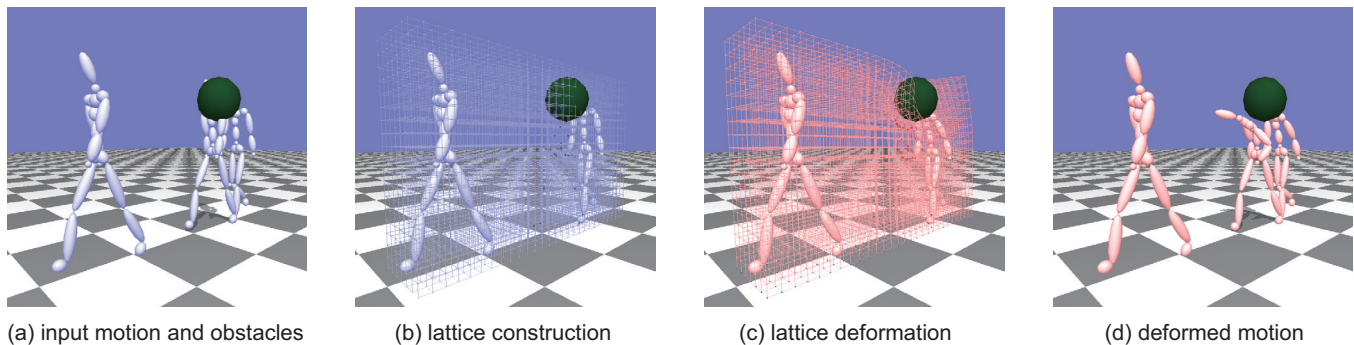 (a) input motion and obstacles
(b) lattice construction
(c) lattice deformation
(d) deformed motion